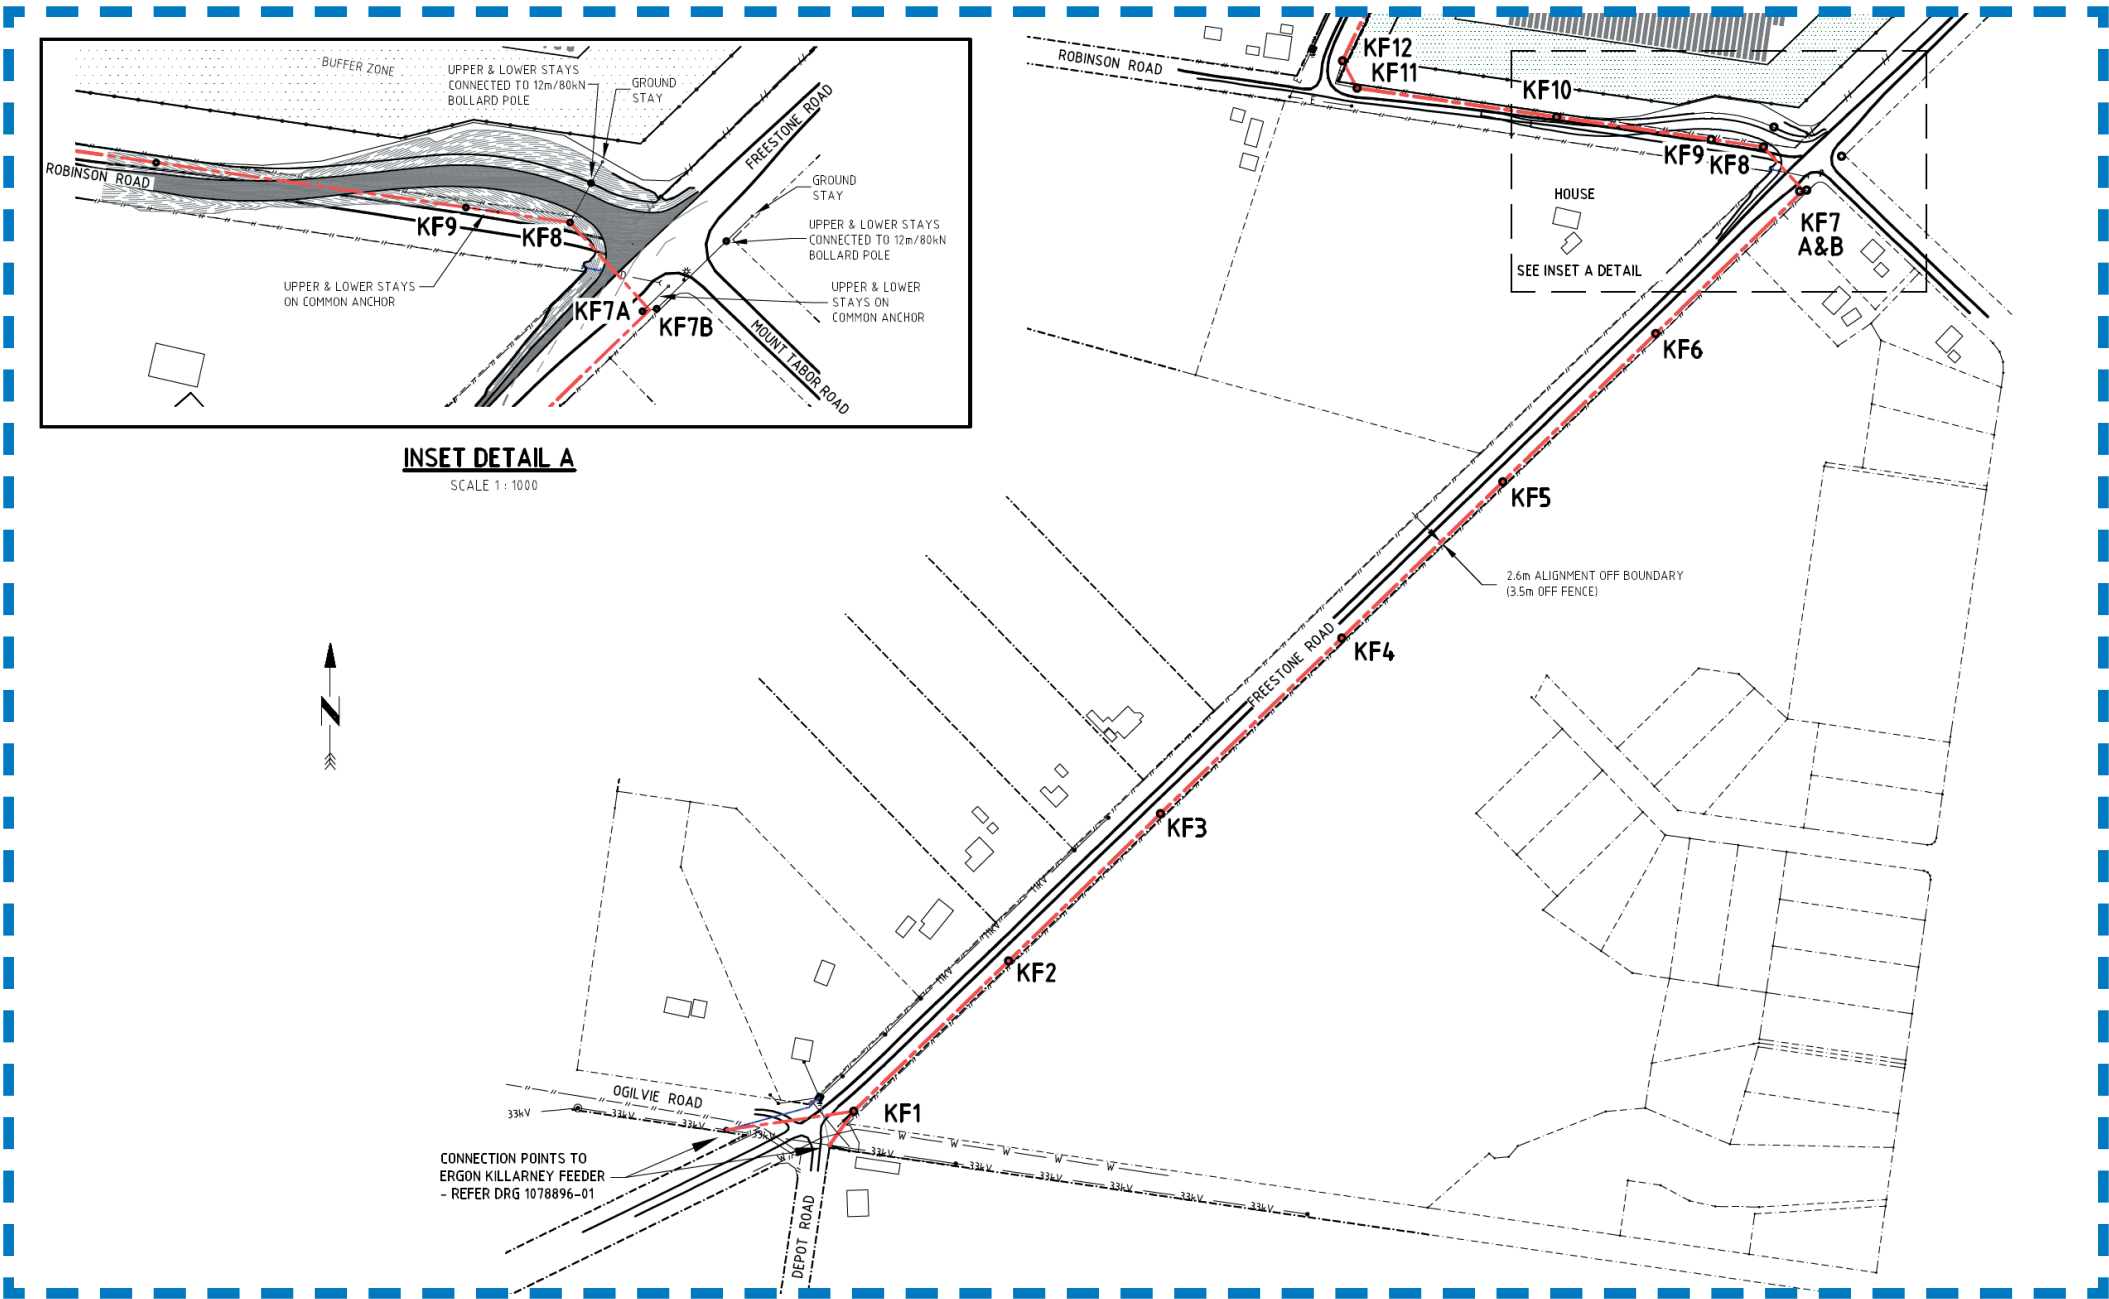 BUFFER ZONE
UPPER & LOWER STAYS
CONNECTED TO 12m/80kN
BOLLARD POLE
GROUND
STAY
FREESTONE ROAD
ROBINSON ROAD
GROUND
STAY
UPPER & LOWER STAYS
CONNECTED TO 12m/80kN
BOLLARD POLE
KF9
KF8
UPPER & LOWER STAYS
ON COMMON ANCHOR
UPPER & LOWER
STAYS ON
COMMON ANCHOR
KF7A
KF7B
MOUNT TABOR ROAD
INSET DETAIL A
SCALE 1 : 1000
ROBINSON ROAD
KF12
KF11
KF10
KF9
KF8
HOUSE
KF7
A&B
SEE INSET A DETAIL
KF6
KF5
2.6m ALIGNMENT OFF BOUNDARY
(3.5m OFF FENCE)
FREESTONE ROAD
KF4
N
KF3
11kV
11kV
11kV
KF2
OGILVIE ROAD
KF1
33kV
33kV
33kV
33kV
W
W
W
W
W
W
33kV
33kV
33kV
33kV
33kV
33kV
CONNECTION POINTS TO
ERGON KILLARNEY FEEDER
- REFER DRG 1078896-01
DEPOT ROAD